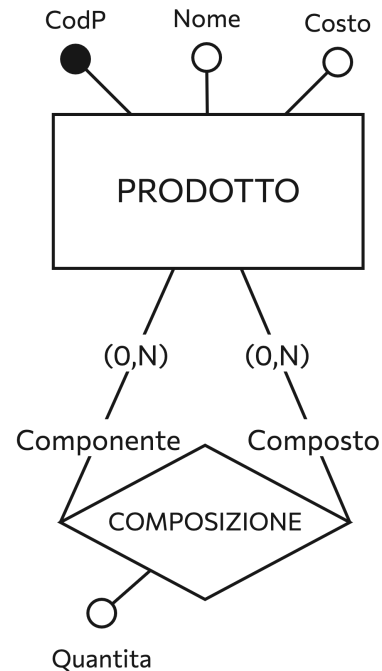 CodP
Nome
Costo
PRODOTTO
(0,N)
(0,N)
Componente
Composto
COMPOSIZIONE
Quantita